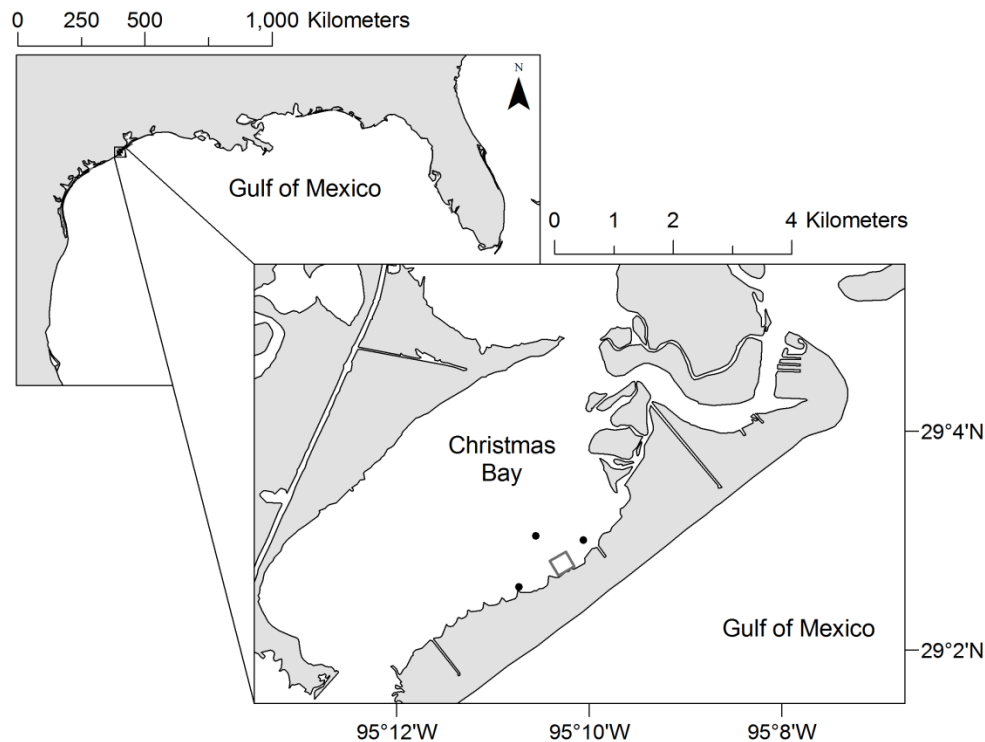 0 250 500 1,000 Kilometers
N
Gulf of Mexico
0 1 2 4 Kilometers
Christmas
Bay
29°4'N
Gulf of Mexico
29°2'N
95°12'W 95°10'W 95°8'W